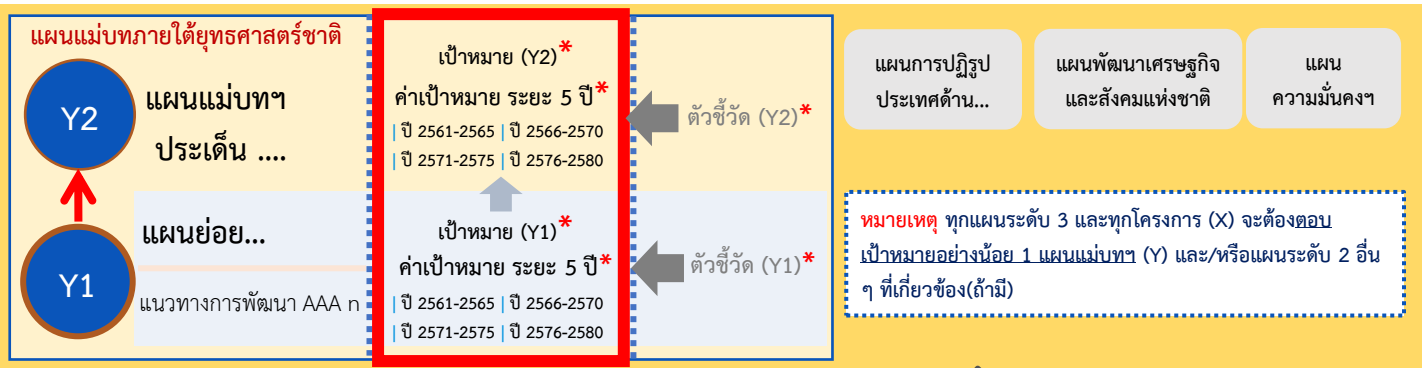 แผนแม่บทภายใต้ยุทธศาสตร์ชาติ
Y2
แผนแม่บทฯ
ประเด็น ....
Y1
แผนย่อย...
แนวทางการพัฒนา AAA n
เป้าหมาย (Y2)*
ค่าเป้าหมาย ระยะ 5 ปี*
|ปี 2561-2565 |ปี 2566-2570
|ปี 2571-2575 |ปี 2576-2580
เป้าหมาย (Y1)*
ค่าเป้าหมาย ระยะ 5 ปี*
|ปี 2561-2565 |ปี 2566-2570
|ปี 2571-2575 |ปี 2576-2580
ตัวชี้วัด (Y2)*
ตัวชี้วัด (Y1)*
แผนการปฏิรูป
ประเทศด้าน...
แผนพัฒนาเศรษฐกิจ
และสังคมแห่งชาติ
แผน
ความมั่นคงฯ
หมายเหตุ ทุกแผนระดับ 3 และทุกโครงการ (X) จะต้องตอบ
เป้าหมายอย่างน้อย 1 แผนแม่บทฯ (Y) และ/หรือแผนระดับ 2 อื่น
ๆ ที่เกี่ยวข้อง(ถ้ามี)